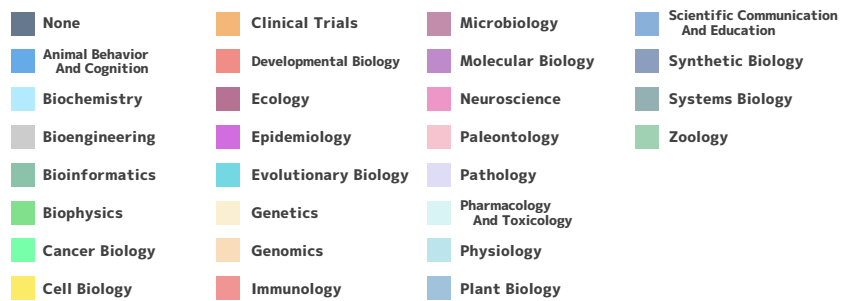 None
Animal Behavior
And Cognition
Biochemistry
Bioengineering
Bioinformatics
Biophysics
Cancer Biology
Cell Biology
Clinical Trials
Developmental Biology
Ecology
Epidemiology
Evolutionary Biology
Genetics
Genomics
Immunology
Microbiology
Molecular Biology
Neuroscience
Paleontology
Pathology
Pharmacology
And Toxicology
Physiology
Plant Biology
Scientific Communication
And Education
Synthetic Biology
Systems Biology
Zoology